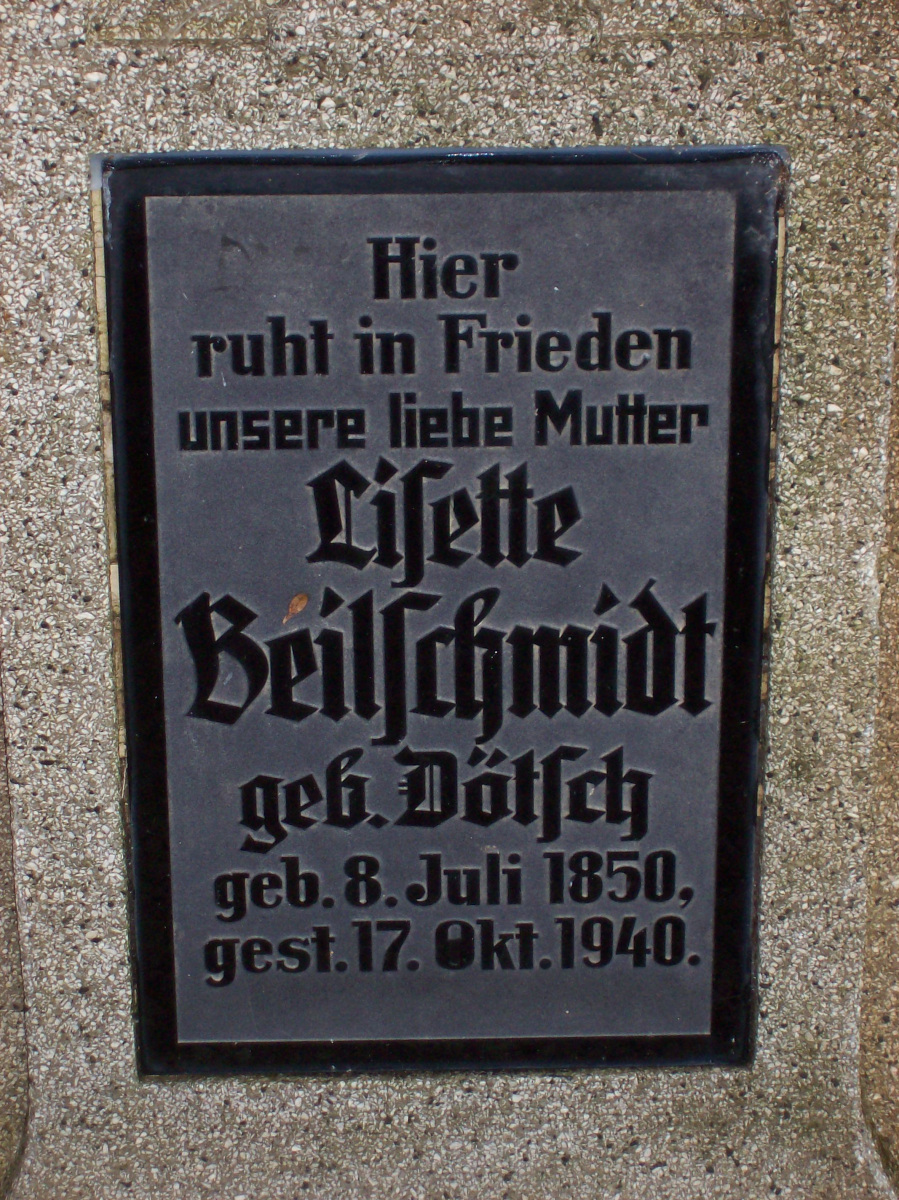 Hier
ruht in Frieden
unsere liebe Mutter
Lisette
Beilschmidt
geb. Dötsch
geb. 8. Juli 1850,
gest. 17. Okt. 1940.